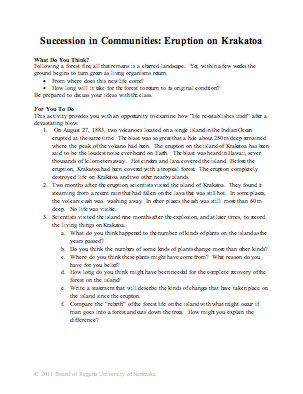 Succession in Communities: Eruption on Krakatoa
What Do You Think?
Following a forest fire, all that remains is a charred landscape. Yet, within a few weeks the
ground begins to turn green as living organisms return.
• From where does this new life come?
• How long will it take for the forest to return to its original condition?
Be prepared to discuss your ideas with the class.
For You To Do
This activity provides you with an opportunity to examine how "life re-establishes itself" after a
devastating blow.
1. On August 27, 1883, two volcanoes located on a single island in the Indian Ocean
erupted at the same time. The blast was so great that a hole about 250 m deep remained
where the peak of the volcano had been. The eruption on the island of Krakatoa has been
said to be the loudest noise ever heard on Earth. The blast was heard in Hawaii, sever
thousands of kilometers away. Hot cinders and lava covered the island. Before the
eruption, Krakatoa had been covered with a tropical forest. The eruption completely
destroyed life on Krakatoa and two other nearby islands.
2. Two months after the eruption scientists visited the island of Krakatoa. They found it
steaming from a recent rain that had fallen on the lava that was still hot. In some places,
the volcanic ash was washing away. In other places the ash was still more than 60 m
deep. No life was visible.
3. Scientists visited the island nine months after the explosion, and at later times, to record
the living things on Krakatoa.
a. What do you think happened to the number of kinds of plants on the island as the
years passed?
b. Do you think the numbers of some kinds of plants change more than other kinds?
c. Where do you think these plants might have come from? What reason do you
have for you belief?
d. How long do you think might have been needed for the complete recovery of the
forest on the island?
e. Write a statement that will describe the kinds of changes that have taken place on
the island since the eruption.
f. Compare the "rebirth" of the forest life on the island with what might occur if
man goes into a forest and cuts down the trees. How might you explain the
difference?
© 2011 Board of Regents University of Nebraska